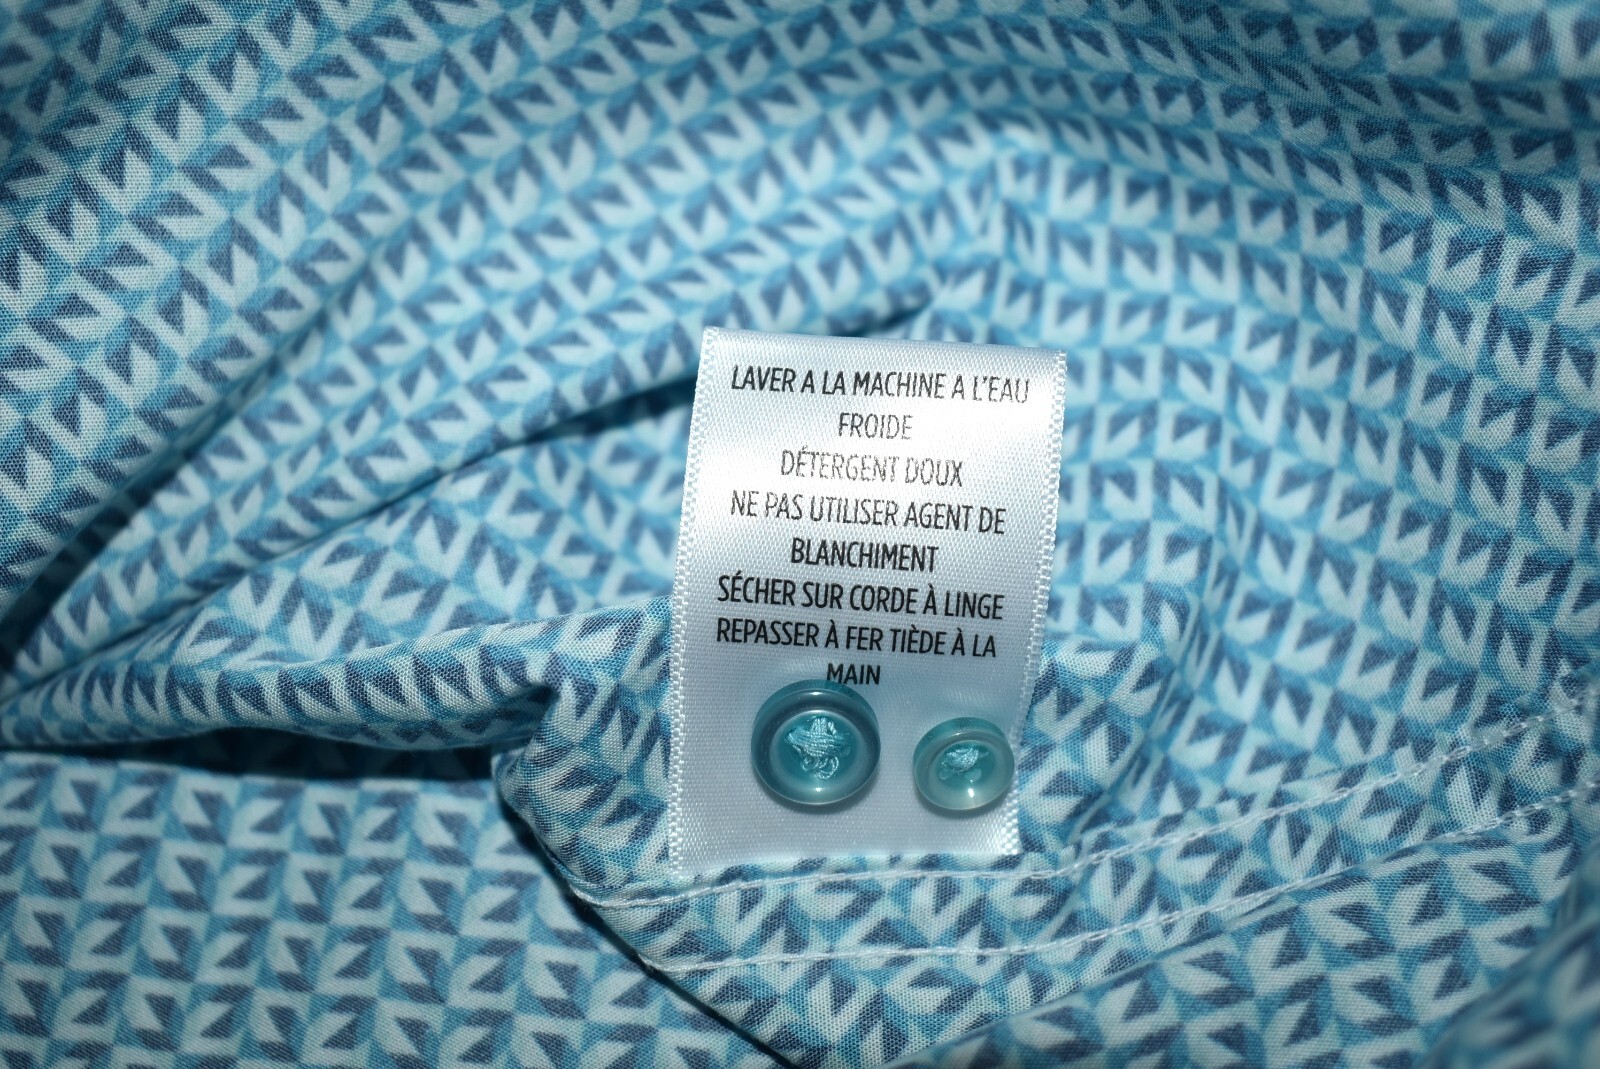 LAVER A LA MACHINE A L'EAU
FROIDE
DÉTERGENT DOUX
NE PAS UTILISER AGENT DE
BLANCHIMENT
SÉCHER SUR CORDE À LINGE
REPASSER À FER TIÈDE À LA
MAIN